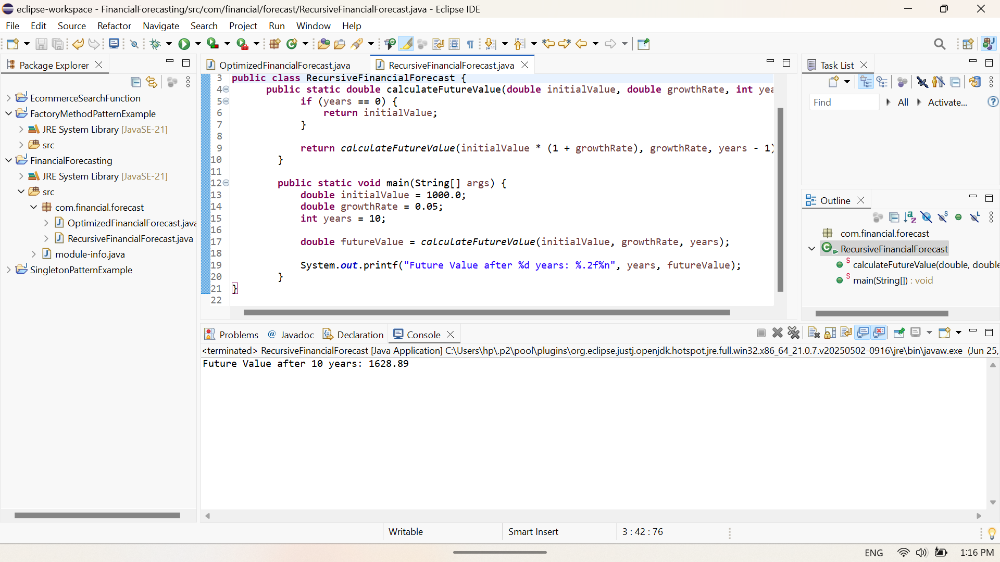 eclipse-workspace - FinancialForecasting/src/com/financial/forecast/RecursiveFinancialForecast.java - Eclipse IDE
File Edit Source Refactor Navigate Search Project Run Window Help
Package Explorer
EcommerceSearchFunction
FactoryMethodPatternExample
JRE System Library [JavaSE-21]
src
FinancialForecasting
JRE System Library [JavaSE-21]
src
com.financial.forecast
OptimizedFinancialForecast.java
RecursiveFinancialForecast.java
module-info.java
SingletonPatternExample
OptimizedFinancialForecast.java RecursiveFinancialForecast.java
3 public class RecursiveFinancialForecast {
4 public static double calculateFutureValue(double initialValue, double growthRate, int yea
5 if (years == 0) {
6 return initialValue;
7 }
8
9 return calculateFutureValue(initialValue * (1 + growthRate), growthRate, years - 1)
10 }
11
12 public static void main(String[] args) {
13 double initialValue = 1000.0;
14 double growthRate = 0.05;
15 int years = 10;
16
17 double futureValue = calculateFutureValue(initialValue, growthRate, years);
18
19 System.out.printf("Future Value after %d years: %.2f%n", years, futureValue);
20 }
21 }
22
Task List
Find All Activate...
Outline
com.financial.forecast
RecursiveFinancialForecast
calculateFutureValue(double, double
main(String[]) : void
Problems Javadoc Declaration Console
<terminated> RecursiveFinancialForecast [Java Application] C:\Users\hp\.p2\pool\plugins\org.eclipse.justj.openjdk.hotspot.jre.full.win32.x86_64_21.0.7.v20250502-0916\jre\bin\javaw.exe (Jun 25,
Future Value after 10 years: 1628.89
Writable Smart Insert 3 : 42 : 76
ENG 1:16 PM